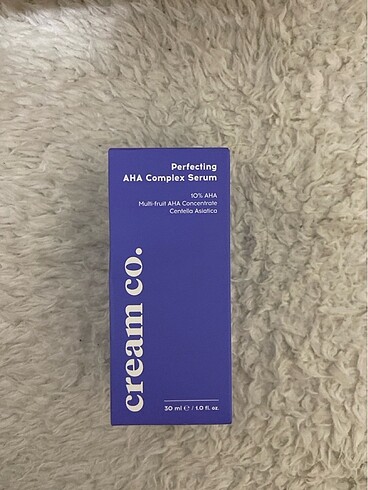 Perfecting
AHA Complex Serum
10% AHA
Multi-fruit AHA Concentrate
Centella Asiatica
cream co.
30 ml ℮ / 1.0 fl. oz.